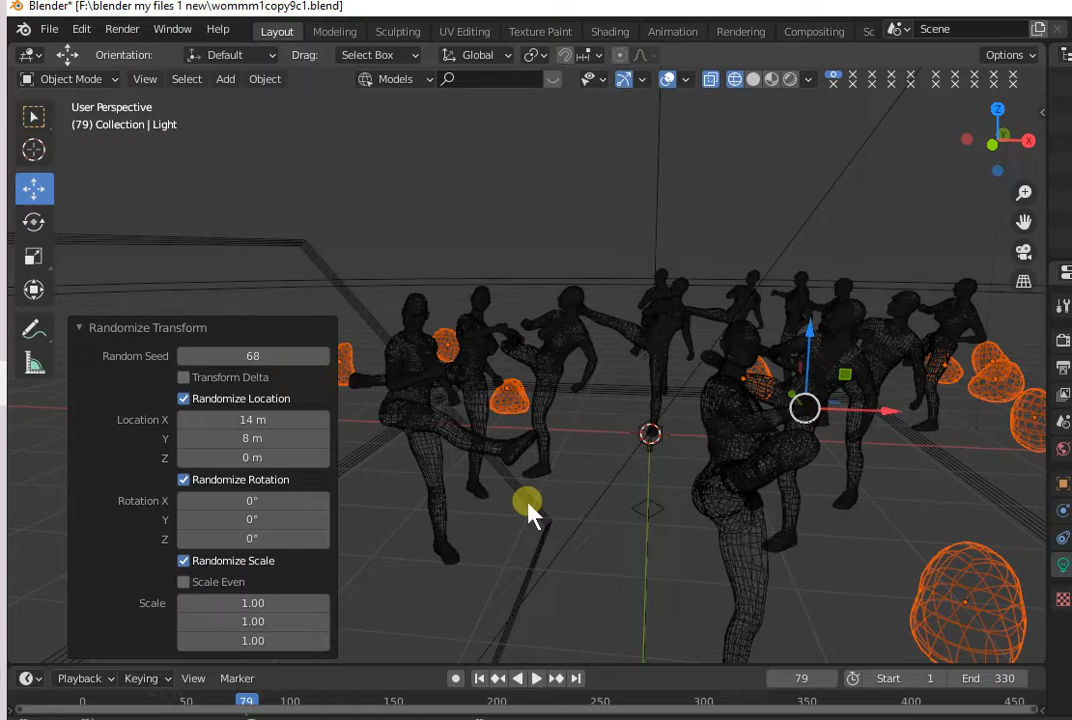 Blender* [F:\blender my files 1 new\wommm1copy9c1.blend]
File Edit Render Window Help Layout Modeling Sculpting UV Editing Texture Paint Shading Animation Rendering Compositing Sc Scene
Orientation: Default Drag: Select Box Global Options
Object Mode View Select Add Object Models
User Perspective
(79) Collection | Light
Z
Y
X
Randomize Transform
Random Seed 68
Transform Delta
Randomize Location
Location X 14 m
Y 8 m
Z 0 m
Randomize Rotation
Rotation X 0°
Y 0°
Z 0°
Randomize Scale
Scale Even
Scale 1.00
1.00
1.00
Playback Keying View Marker 79 Start 1 End 330
0 50 79 100 150 200 250 300 350 400 450